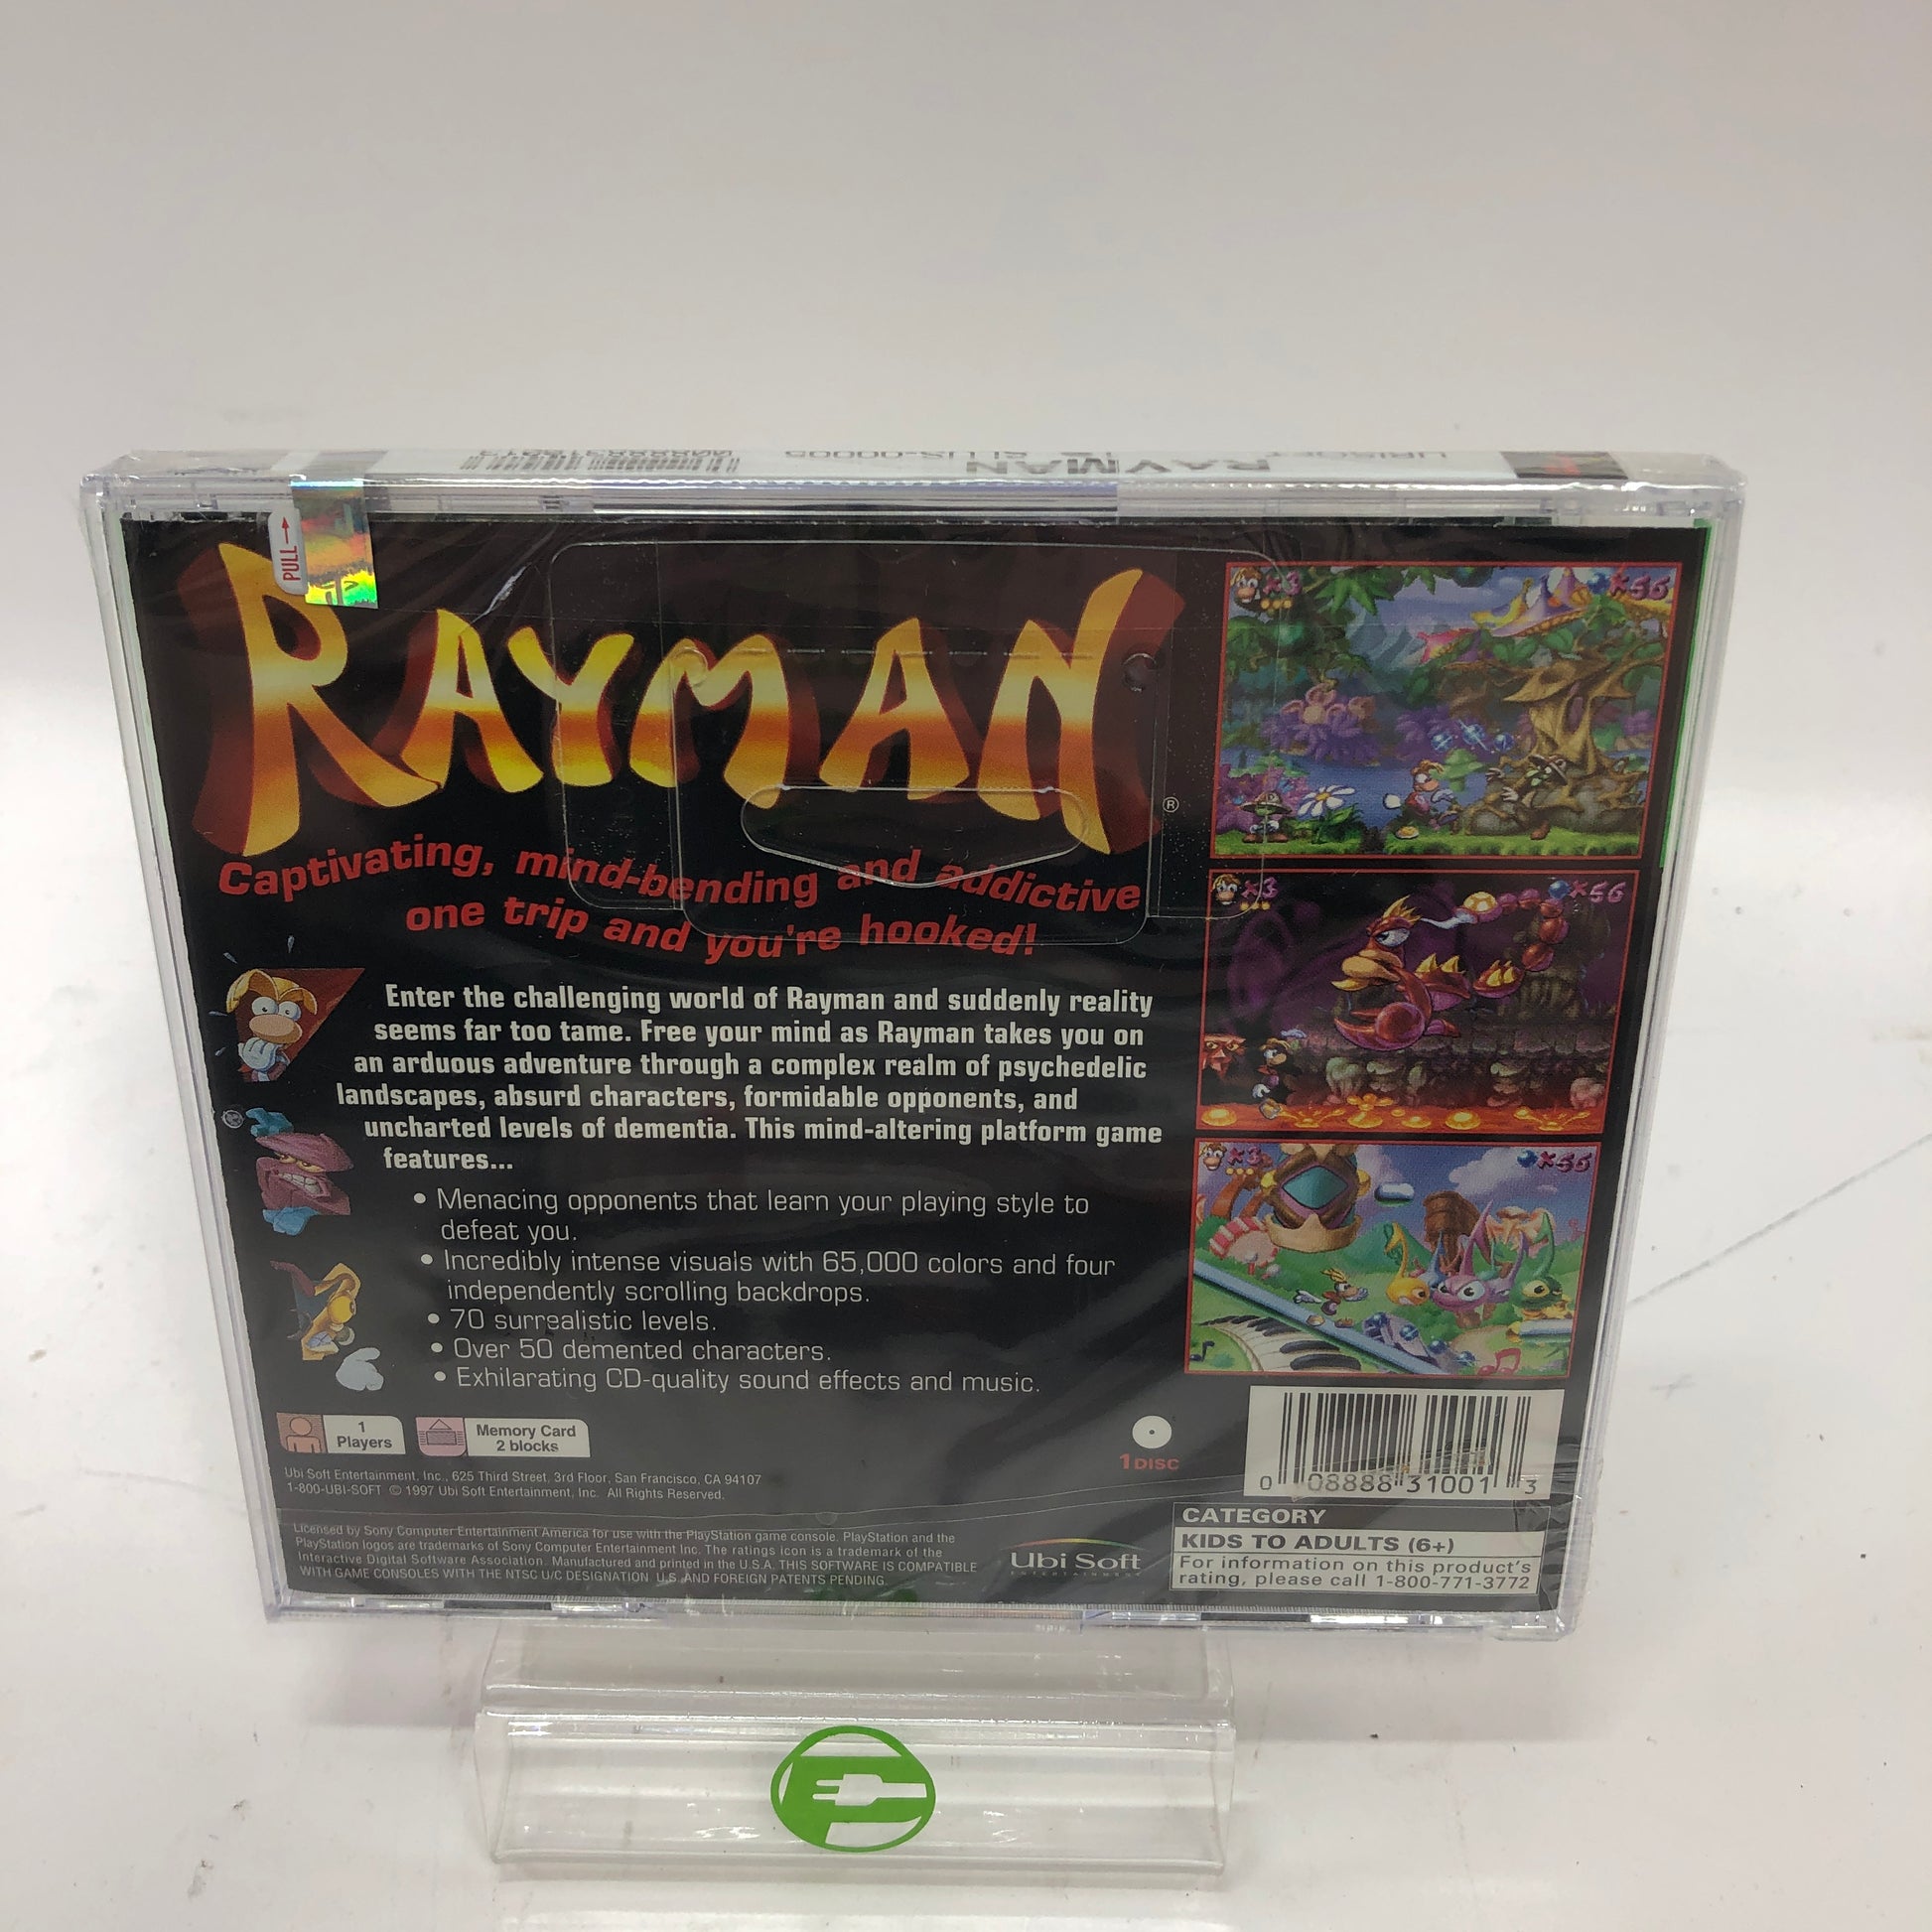 RAYMAN
PULL→
RAYMAN®
Captivating, mind-bending and addictive
one trip and you're hooked!
Enter the challenging world of Rayman and suddenly reality
seems far too tame. Free your mind as Rayman takes you on
an arduous adventure through a complex realm of psychedelic
landscapes, absurd characters, formidable opponents, and
uncharted levels of dementia. This mind-altering platform game
features...
• Menacing opponents that learn your playing style to
defeat you.
• Incredibly intense visuals with 65,000 colors and four
independently scrolling backdrops.
• 70 surrealistic levels.
• Over 50 demented characters.
• Exhilarating CD-quality sound effects and music.
×3
×56
×3
×56
×3
×56
1
Players
Memory Card
2 blocks
1 DISC
Ubi Soft Entertainment, Inc., 625 Third Street, 3rd Floor, San Francisco, CA 94107
1-800-UBI-SOFT © 1997 Ubi Soft Entertainment, Inc. All Rights Reserved.
Licensed by Sony Computer Entertainment America for use with the PlayStation game console. PlayStation and the
PlayStation logos are trademarks of Sony Computer Entertainment Inc. The ratings icon is a trademark of the
Interactive Digital Software Association. Manufactured and printed in the U.S.A. THIS SOFTWARE IS COMPATIBLE
WITH GAME CONSOLES WITH THE NTSC U/C DESIGNATION. U.S. AND FOREIGN PATENTS PENDING.
Ubi Soft
ENTERTAINMENT
0 08888 31001 3
CATEGORY
KIDS TO ADULTS (6+)
For information on this product's
rating, please call 1-800-771-3772